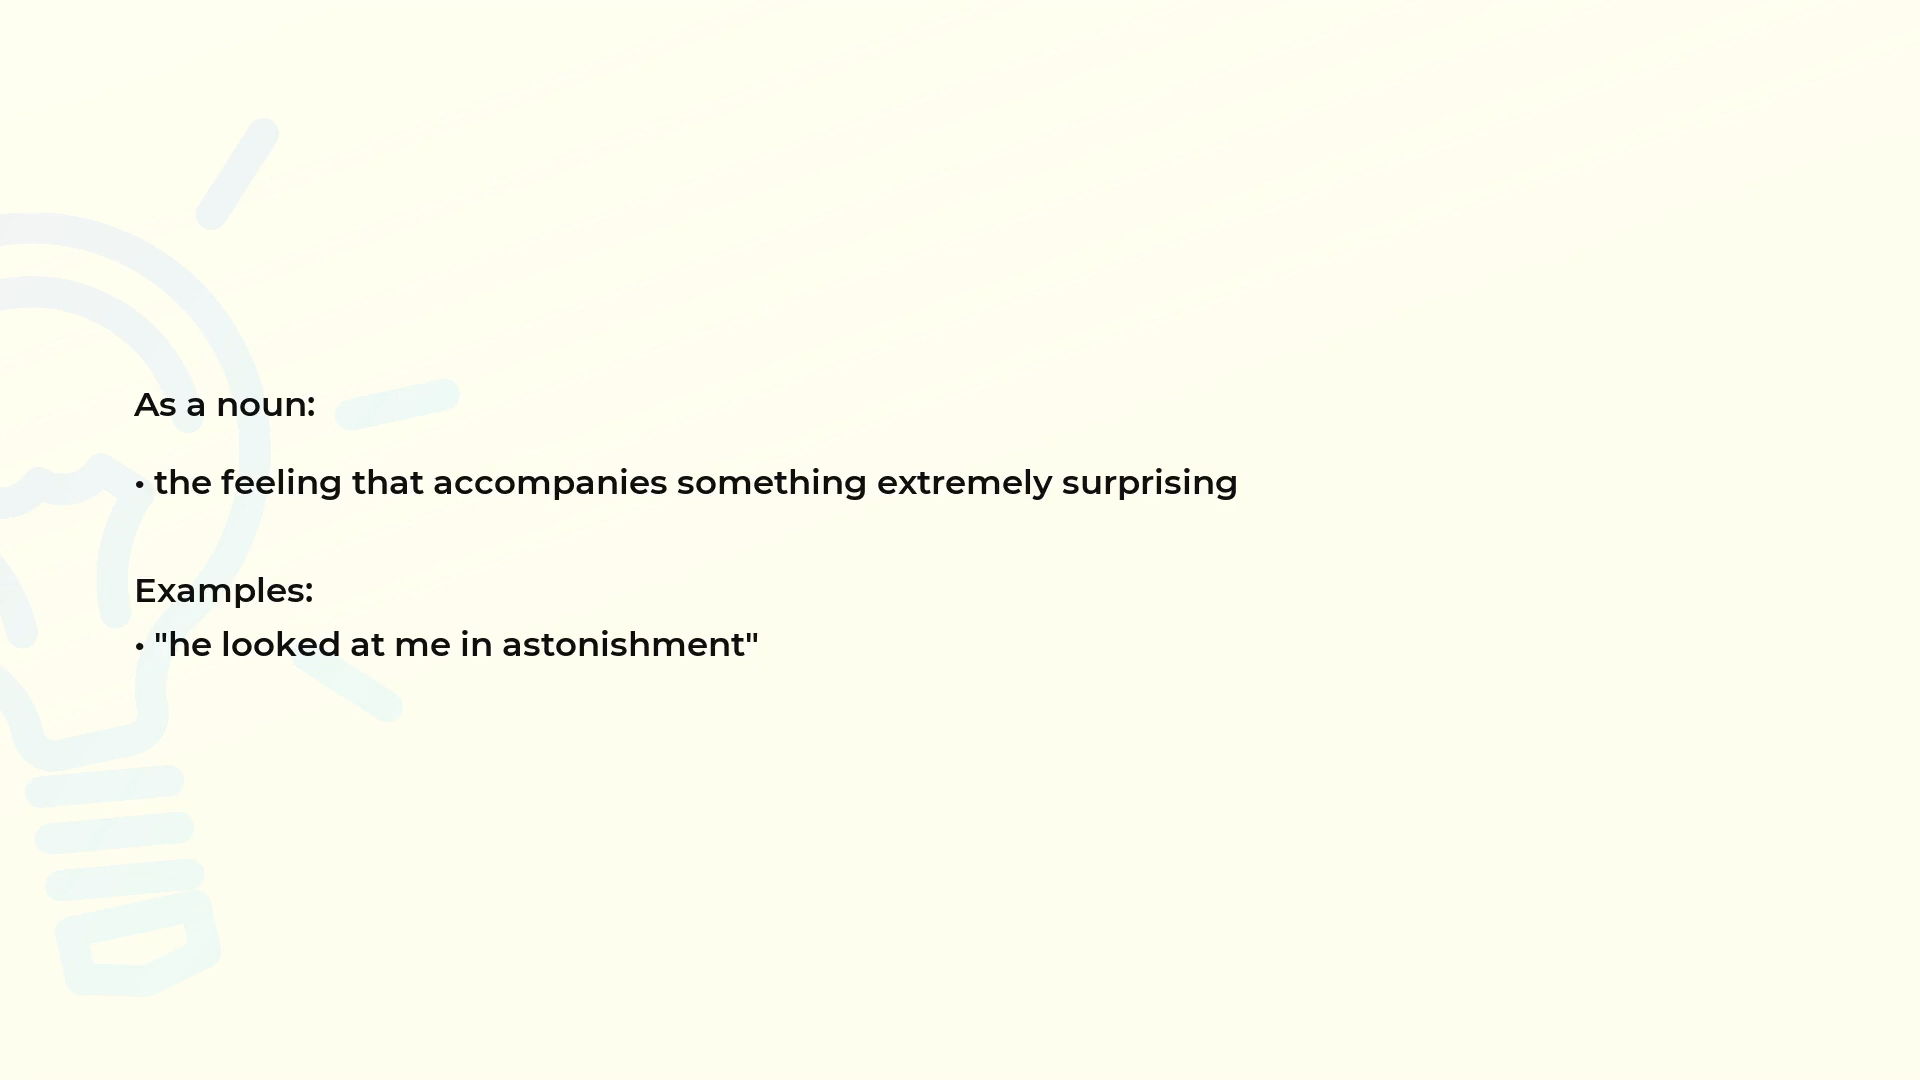 As a noun:
• the feeling that accompanies something extremely surprising
Examples:
• "he looked at me in astonishment"